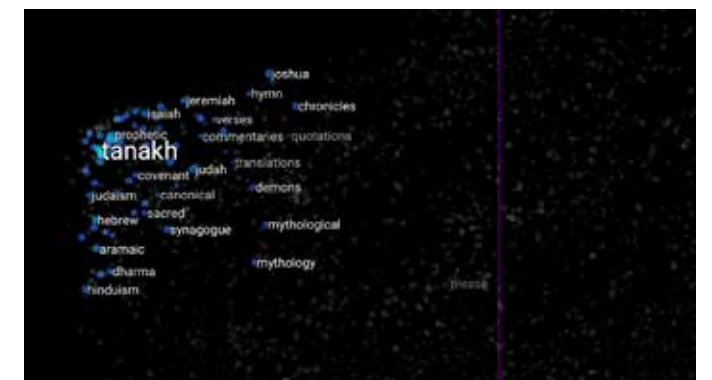 joshua
hymn
jeremiah
chronicles
isaiah
verses
prophetic
commentaries
quotations
tanakh
translations
judah
covenant
demons
judaism
canonical
sacred
hebrew
synagogue
mythological
aramaic
mythology
dharma
please
hinduism